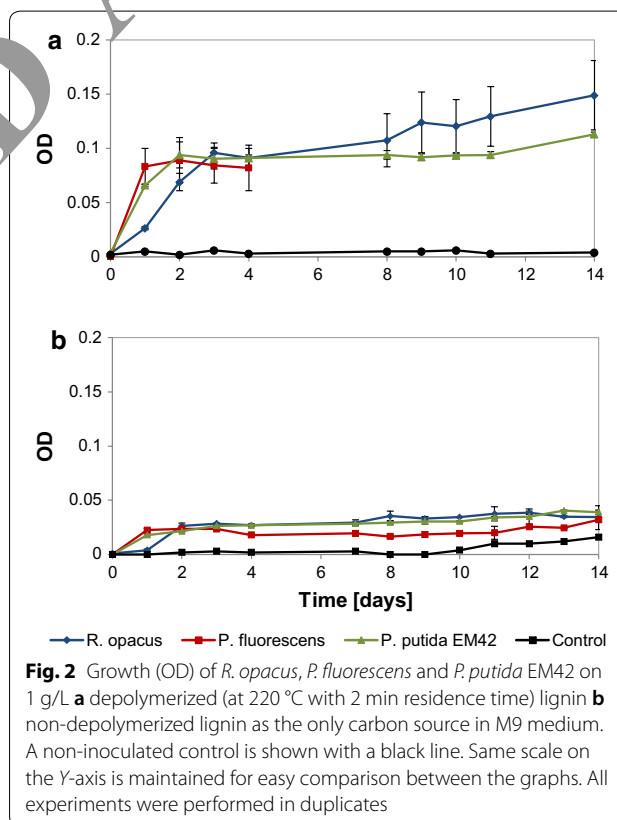 a
0.2
0.15
0.1
0.05
0
OD
0 2 4 6 8 10 12 14
b
0.2
0.15
0.1
0.05
0
OD
0 2 4 6 8 10 12 14
Time [days]
R. opacus P. fluorescens P. putida EM42 Control
Fig. 2 Growth (OD) of R. opacus, P. fluorescens and P. putida EM42 on
1 g/L a depolymerized (at 220 °C with 2 min residence time) lignin b
non-depolymerized lignin as the only carbon source in M9 medium.
A non-inoculated control is shown with a black line. Same scale on
the Y-axis is maintained for easy comparison between the graphs. All
experiments were performed in duplicates